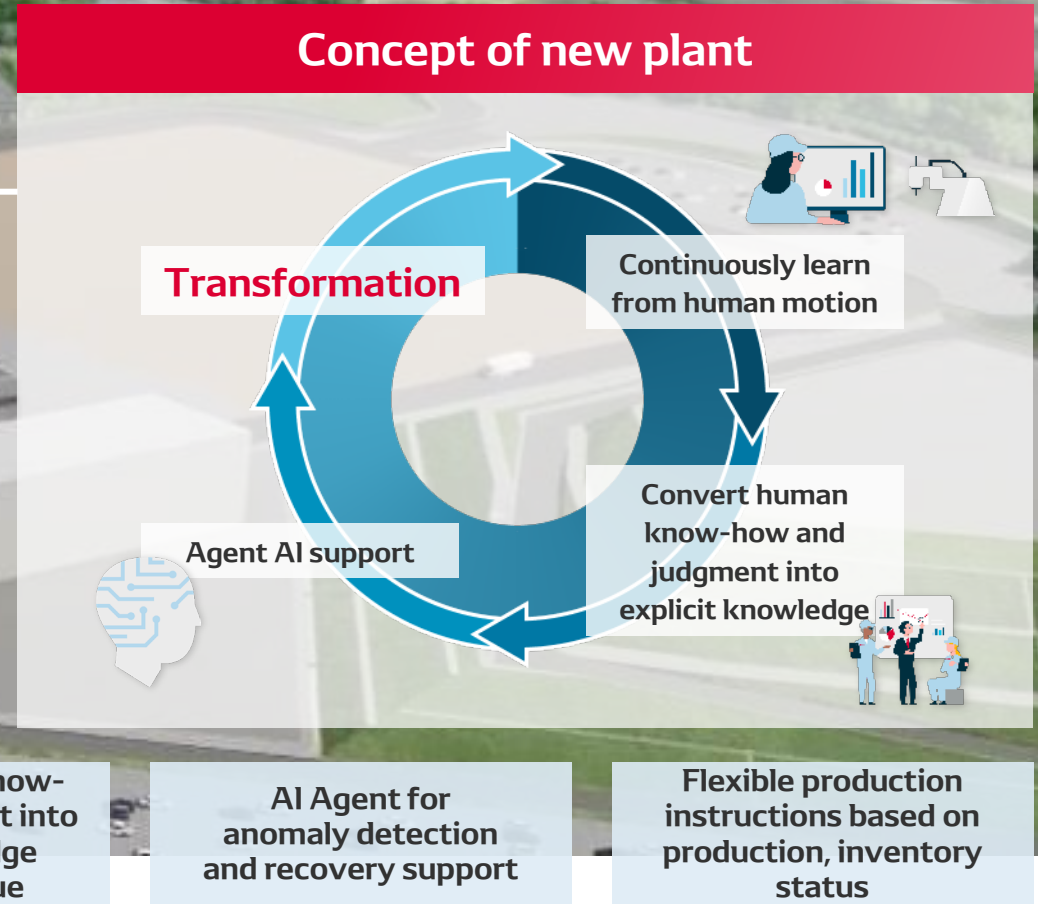 Concept of new plant
Transformation
Continuously learn
from human motion
Agent AI support
Convert human
know-how and
judgment into
explicit knowledge
now-
t into
AI Agent for
anomaly detection
and recovery support
Flexible production
instructions based on
production, inventory
status